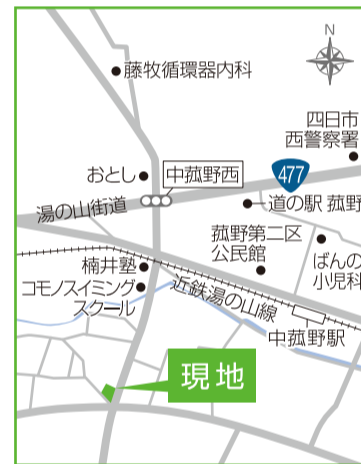 N
藤牧循環器内科
四日市
西警察署
おとし
中菰野西
477
湯の山街道
道の駅 菰野
菰野第二区
公民館
ばんの
小児科
楠井塾
コモノスイミング
スクール
近鉄湯の山線
中菰野駅
現地